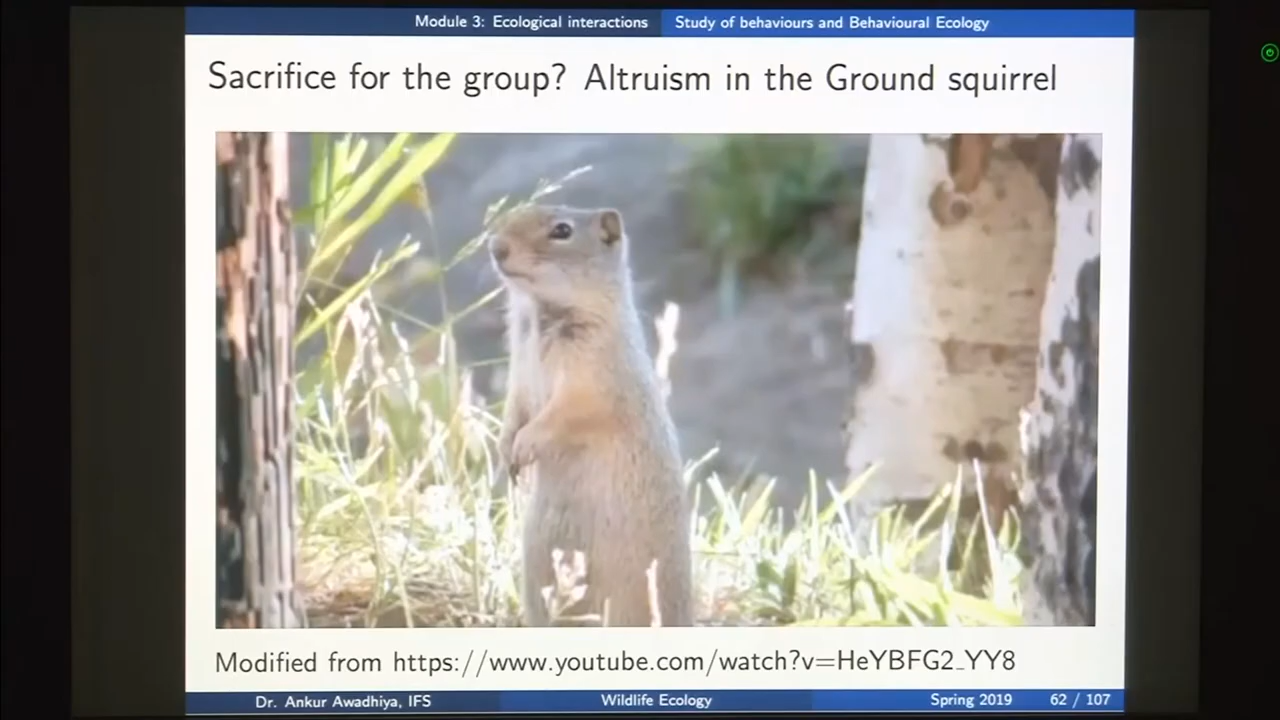 Module 3: Ecological interactions Study of behaviours and Behavioural Ecology
Sacrifice for the group? Altruism in the Ground squirrel
Modified from https://www.youtube.com/watch?v=HeYBFG2_YY8
Dr. Ankur Awadhiya, IFS Wildlife Ecology Spring 2019 62 / 107